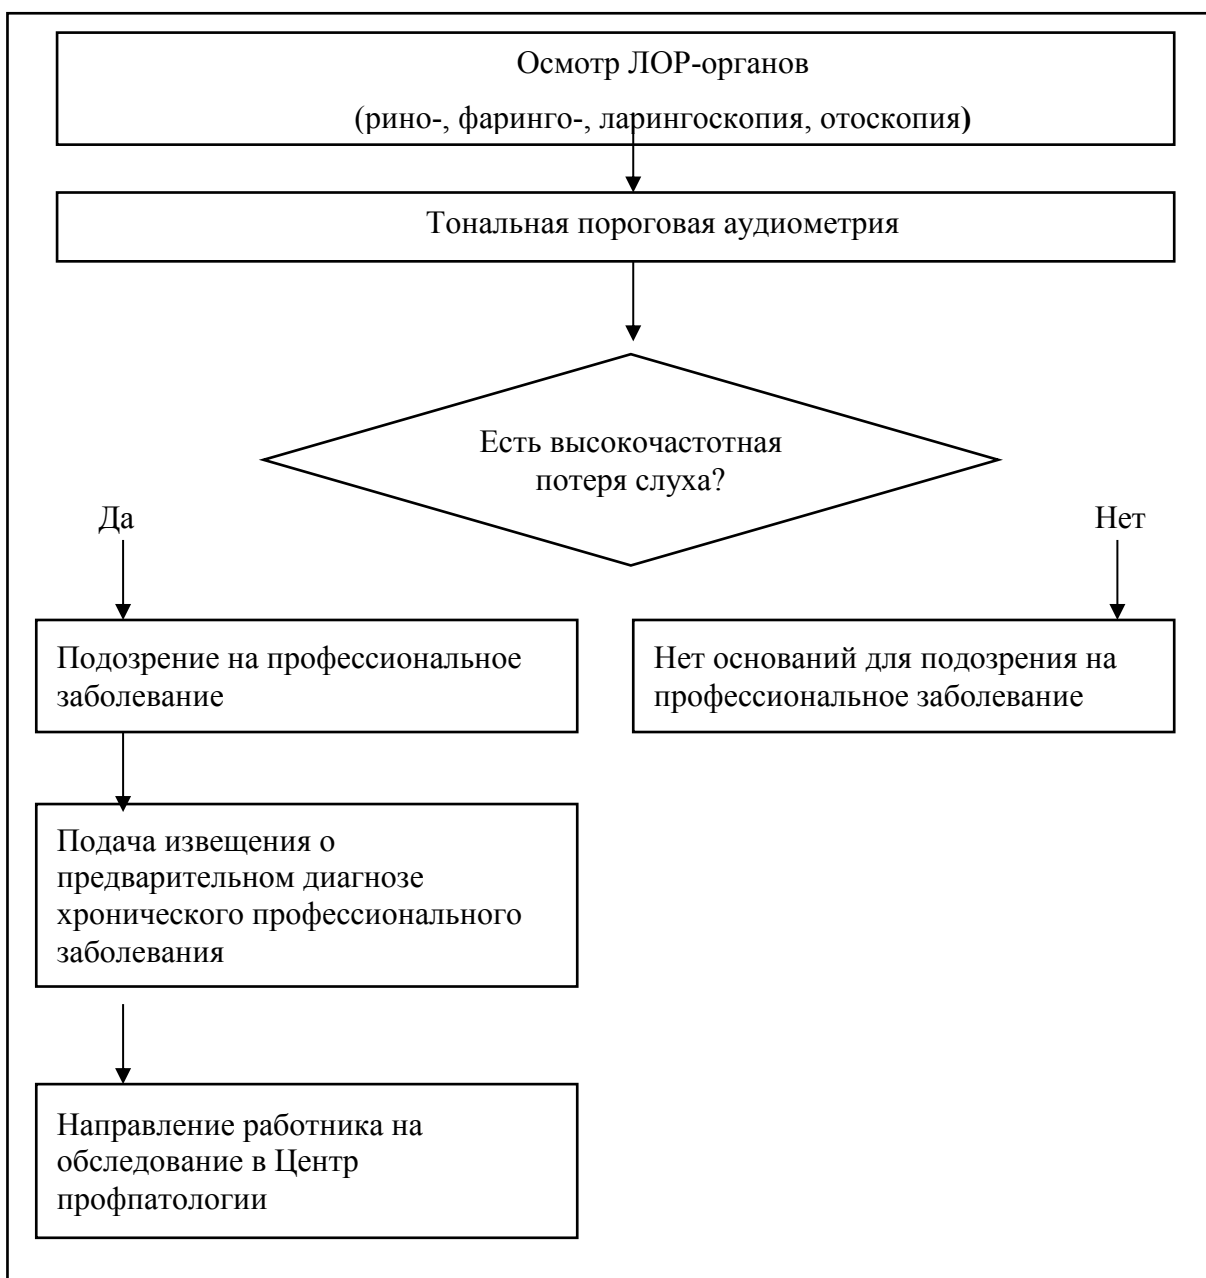 Осмотр ЛОР-органов
(рино-, фаринго-, ларингоскопия, отоскопия)
Тональная пороговая аудиометрия
Есть высокочастотная
потеря слуха?
Да
Нет
Подозрение на профессиональное
заболевание
Нет оснований для подозрения на
профессиональное заболевание
Подача извещения о
предварительном диагнозе
хронического профессионального
заболевания
Направление работника на
обследование в Центр
профпатологии